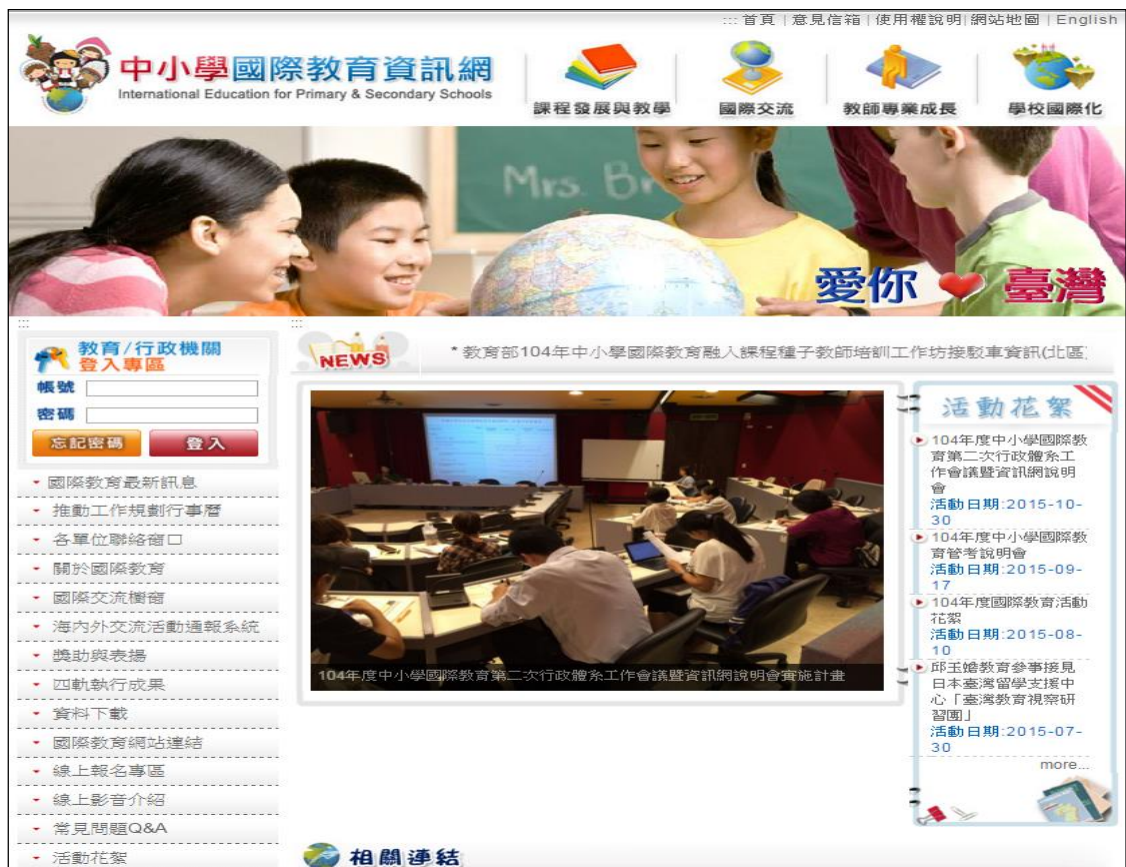 :::首頁 | 意見信箱 | 使用權說明| 網站地圖 | English
中小學國際教育資訊網
International Education for Primary & Secondary Schools
課程發展與教學
國際交流
教師專業成長
學校國際化
Mrs. Br
愛你 臺灣
:::
:::
教育/行政機關
登入專區
帳號
密碼
忘記密碼
登入
國際教育最新訊息
推動工作規劃行事曆
各單位聯絡窗口
關於國際教育
國際交流櫥窗
海內外交流活動通報系統
獎助與表揚
四軌執行成果
資料下載
國際教育網站連結
線上報名專區
線上影音介紹
常見問題Q&A
活動花絮
NEWS
*教育部104年中小學國際教育融入課程種子教師培訓工作坊接駁車資訊(北區)
104年度中小學國際教育第二次行政體系工作會議暨資訊網說明會實施計畫
活動花絮
104年度中小學國際教
育第二次行政體系工
作會議暨資訊網說明
會
活動日期:2015-10-
30
104年度中小學國際教
育管考說明會
活動日期:2015-09-
17
104年度國際教育活動
花絮
活動日期:2015-08-
10
邱玉蟾教育參事接見
日本臺灣留學支援中
心「臺灣教育視察研
習團」
活動日期:2015-07-
30
more...
相關連結